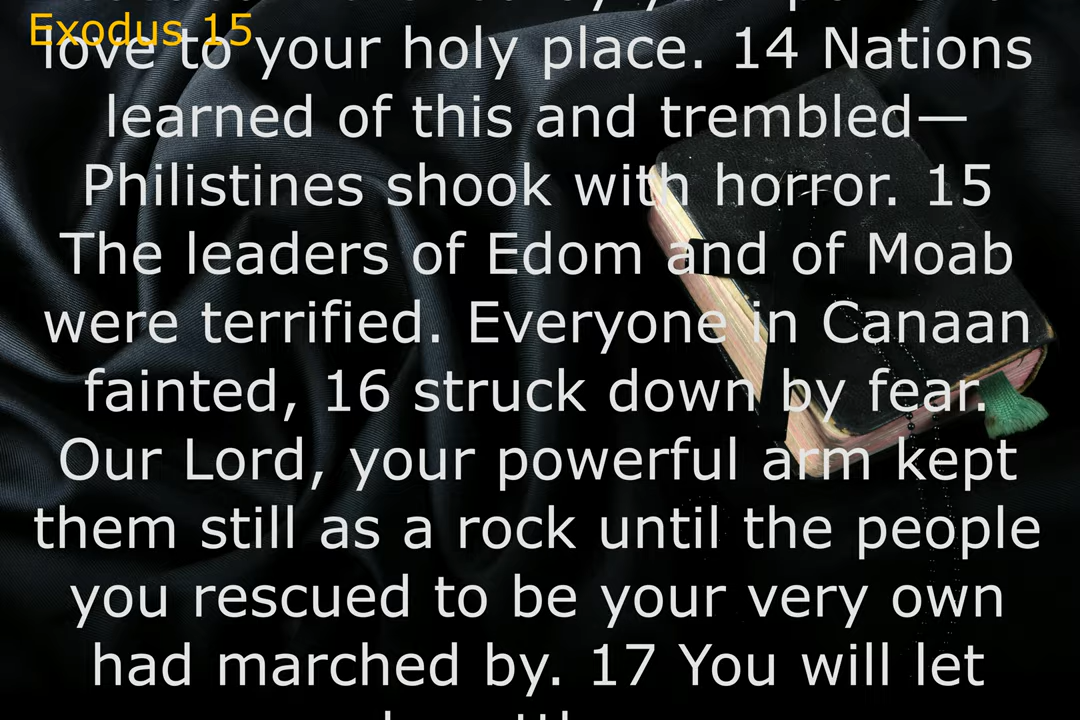 Exodus 15
love to your holy place. 14 Nations
learned of this and trembled—
Philistines shook with horror. 15
The leaders of Edom and of Moab
were terrified. Everyone in Canaan
fainted, 16 struck down by fear.
Our Lord, your powerful arm kept
them still as a rock until the people
you rescued to be your very own
had marched by. 17 You will let